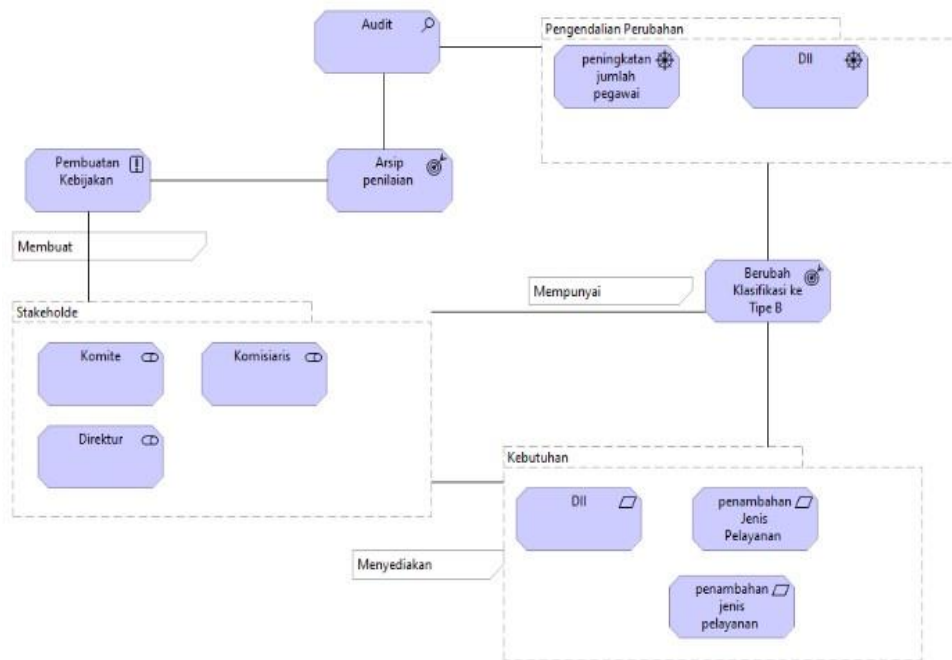 Audit
Pengendalian Perubahan
peningkatan
jumlah
pegawai
Dll
Pembuatan
Kebijakan
Arsip
penilaian
Membuat
Mempunyai
Berubah
Klasifikasi ke
Tipe B
Stakeholde
Komite
Komisiaris
Direktur
Kebutuhan
Dll
penambahan
Jenis
Pelayanan
Menyediakan
penambahan
jenis
pelayanan